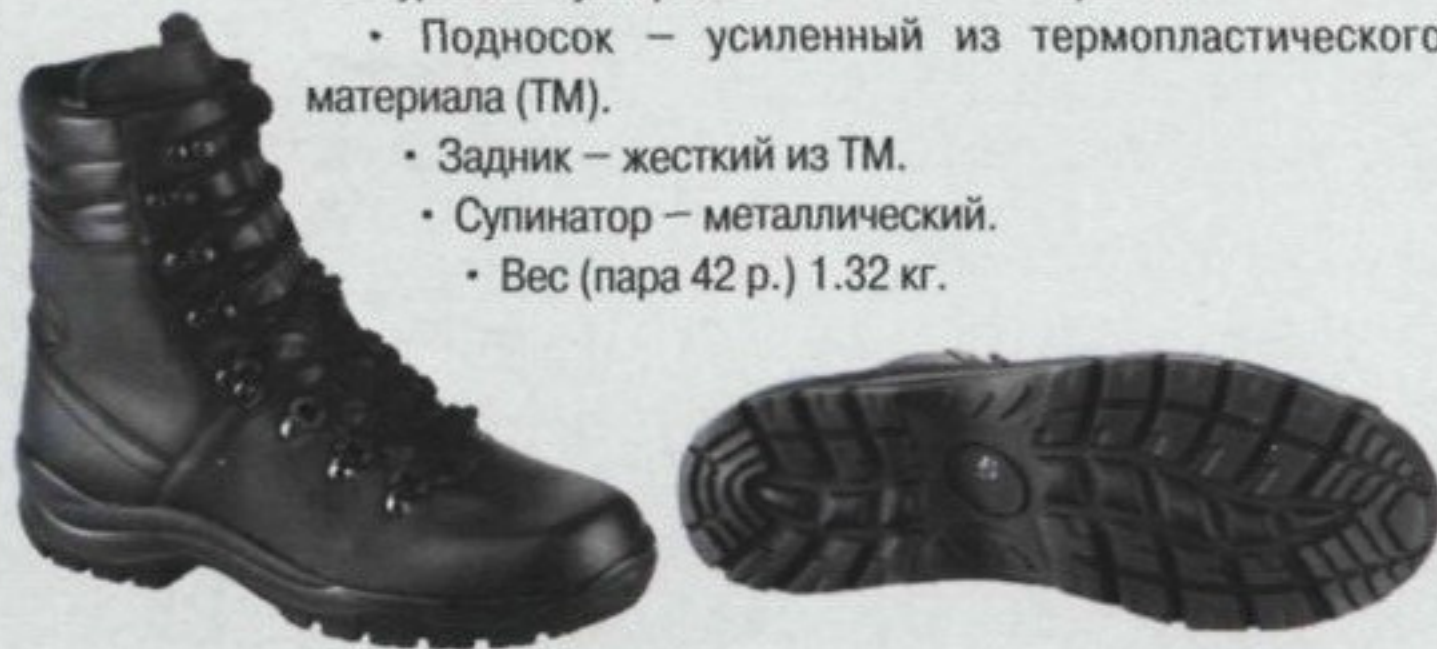 • Подносок – усиленный из термопластического
материала (ТМ).
• Задник – жесткий из ТМ.
• Супинатор – металлический.
• Вес (пара 42 р.) 1.32 кг.